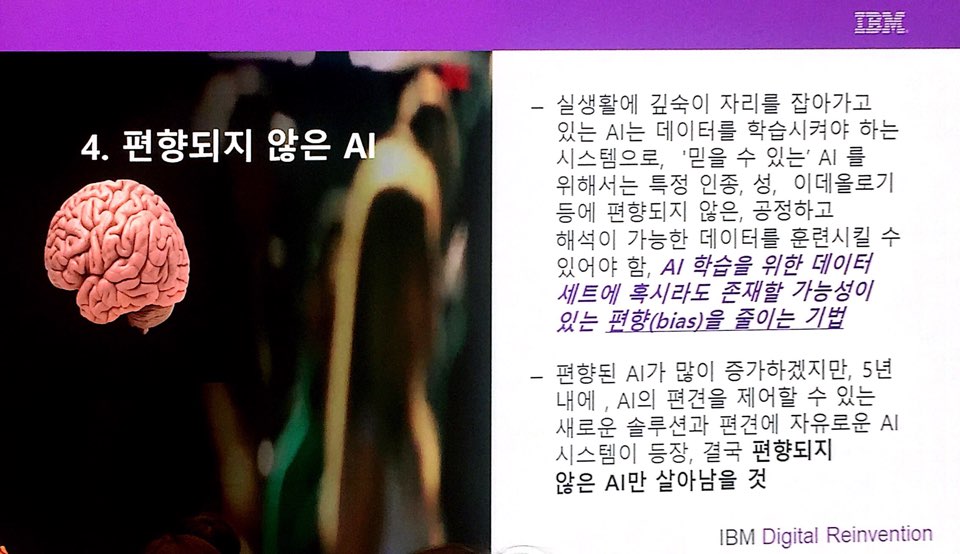 IBM
4. 편향되지 않은 AI
– 실생활에 깊숙이 자리를 잡아가고
있는 AI는 데이터를 학습시켜야 하는
시스템으로, '믿을 수 있는' AI 를
위해서는 특정 인종, 성, 이데올로기
등에 편향되지 않은, 공정하고
해석이 가능한 데이터를 훈련시킬 수
있어야 함, AI 학습을 위한 데이터
세트에 혹시라도 존재할 가능성이
있는 편향(bias)을 줄이는 기법
– 편향된 AI가 많이 증가하겠지만, 5년
내에 , AI의 편견을 제어할 수 있는
새로운 솔루션과 편견에 자유로운 AI
시스템이 등장, 결국 편향되지
않은 AI만 살아남을 것
IBM Digital Reinvention